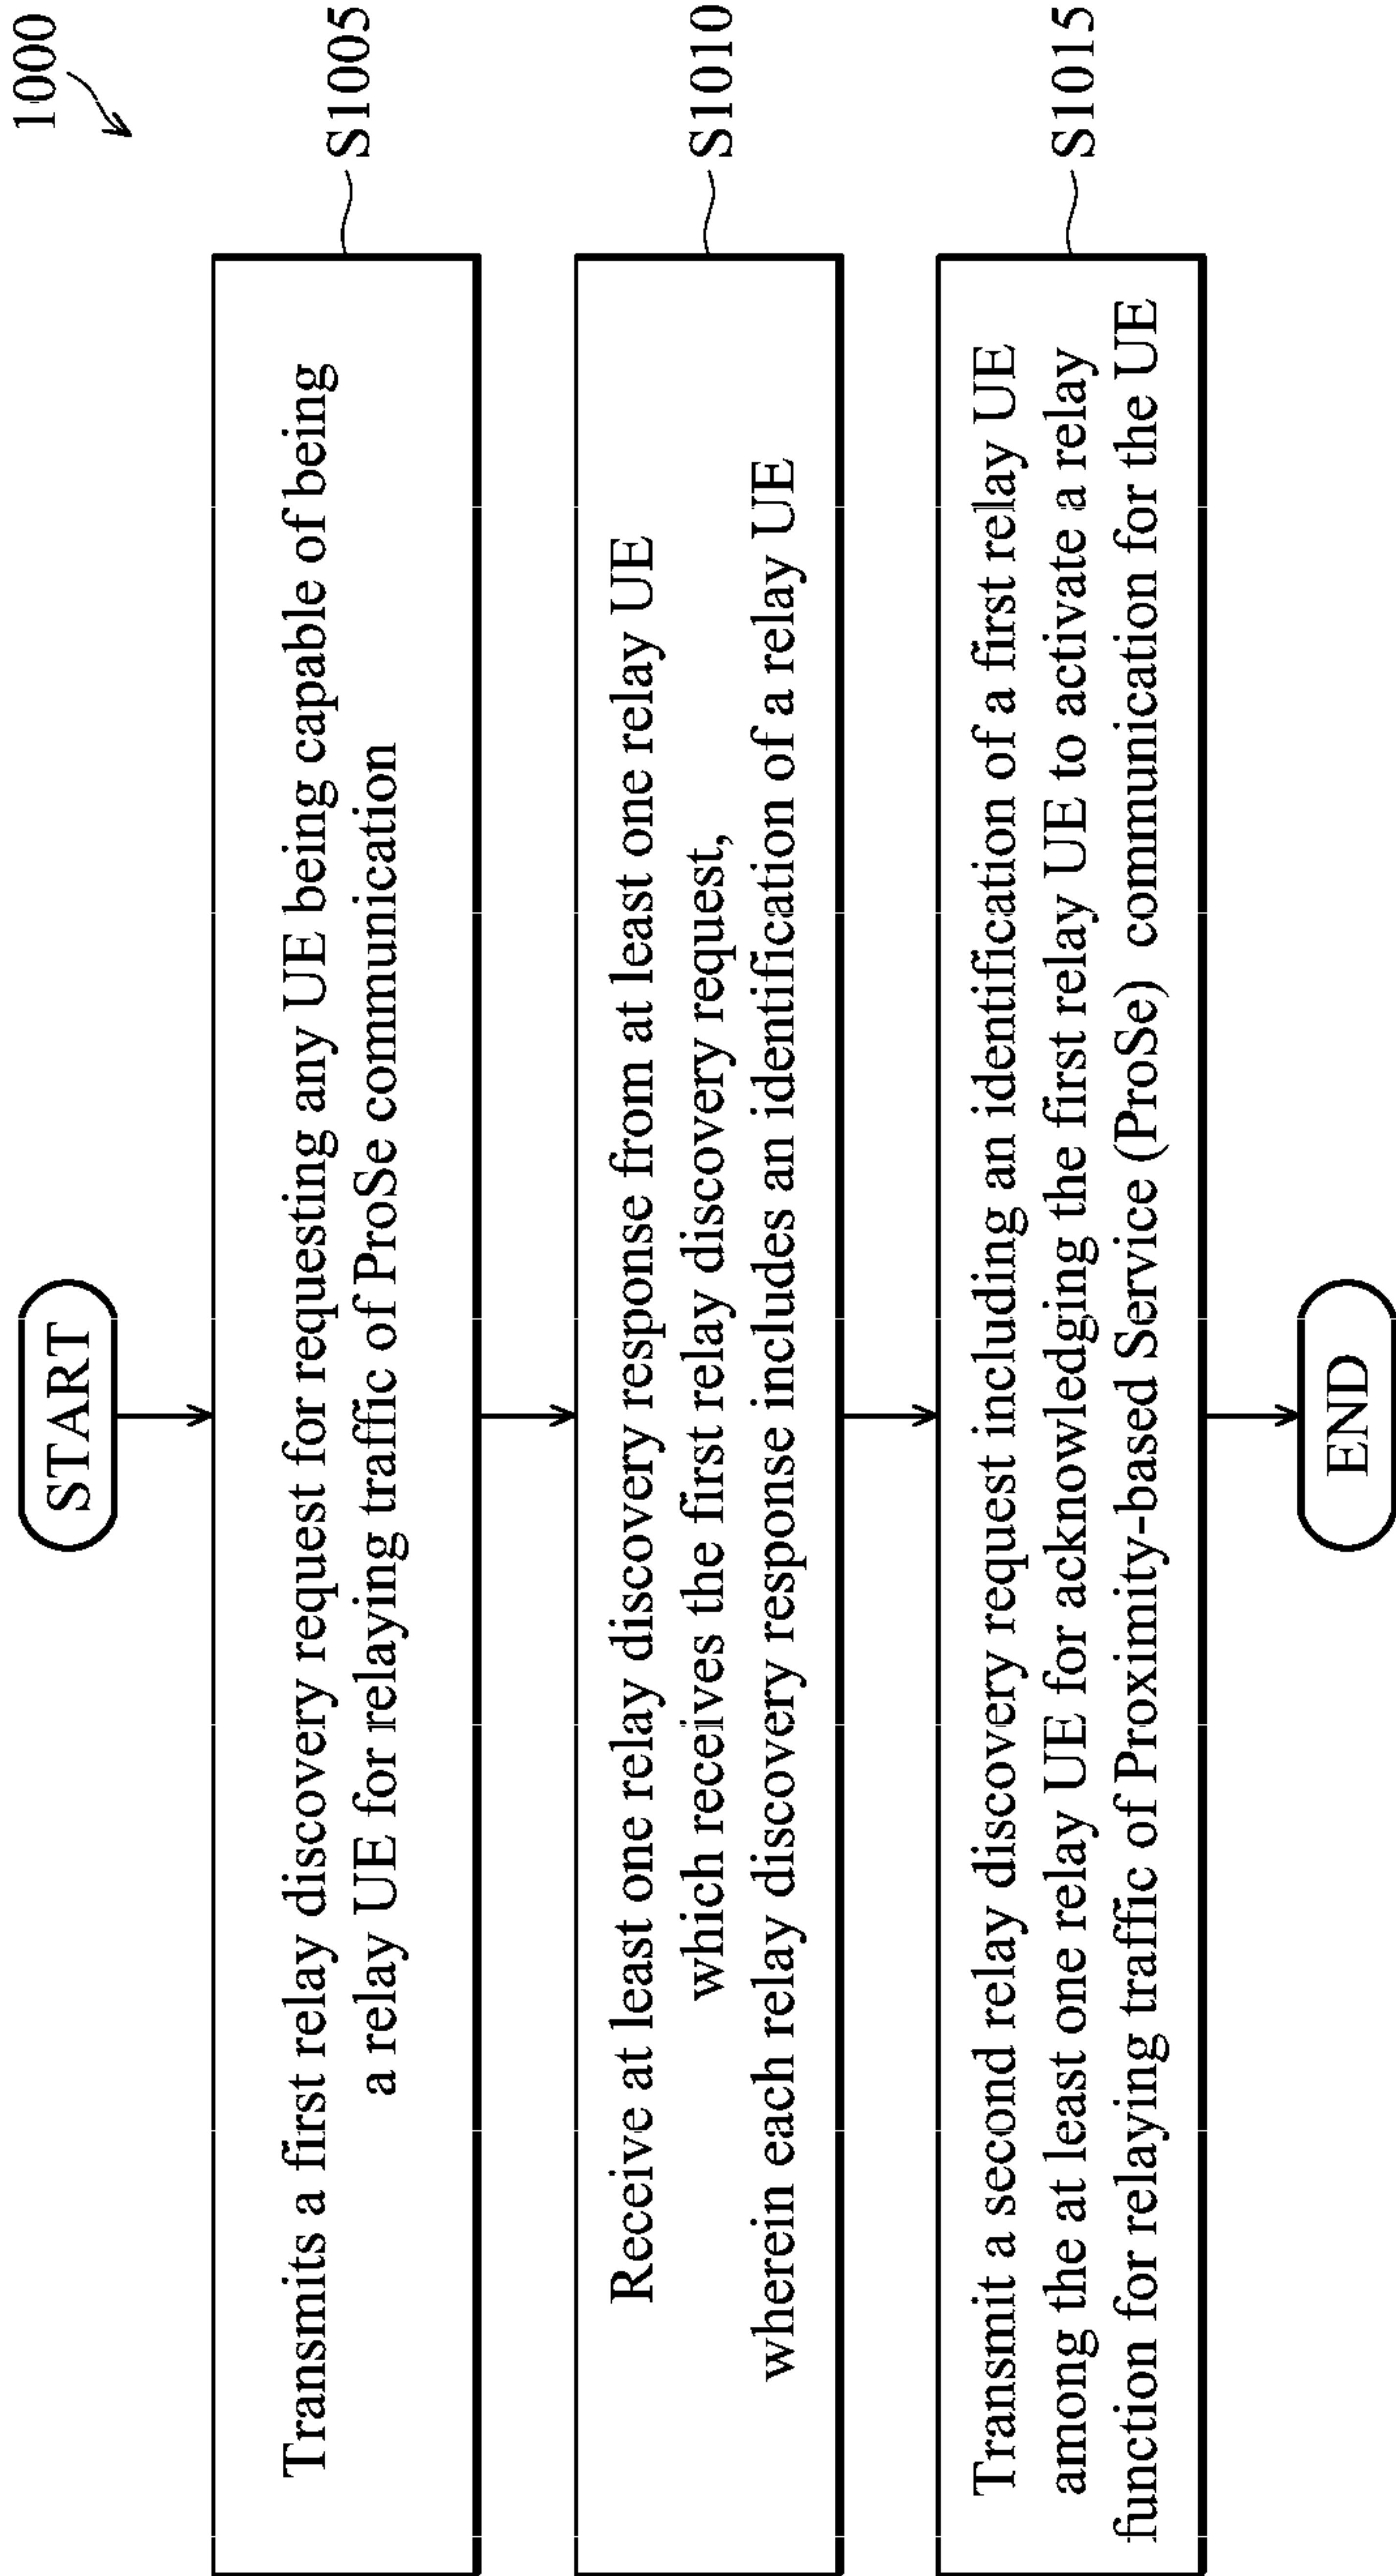 1000
START
Transmits a first relay discovery request for requesting any UE being capable of being
a relay UE for relaying traffic of ProSe communication
S1005
Receive at least one relay discovery response from at least one relay UE
which receives the first relay discovery request,
wherein each relay discovery response includes an identification of a relay UE
S1010
Transmit a second relay discovery request including an identification of a first relay UE
among the at least one relay UE for acknowledging the first relay UE to activate a relay
function for relaying traffic of Proximity-based Service (ProSe) communication for the UE
S1015
END